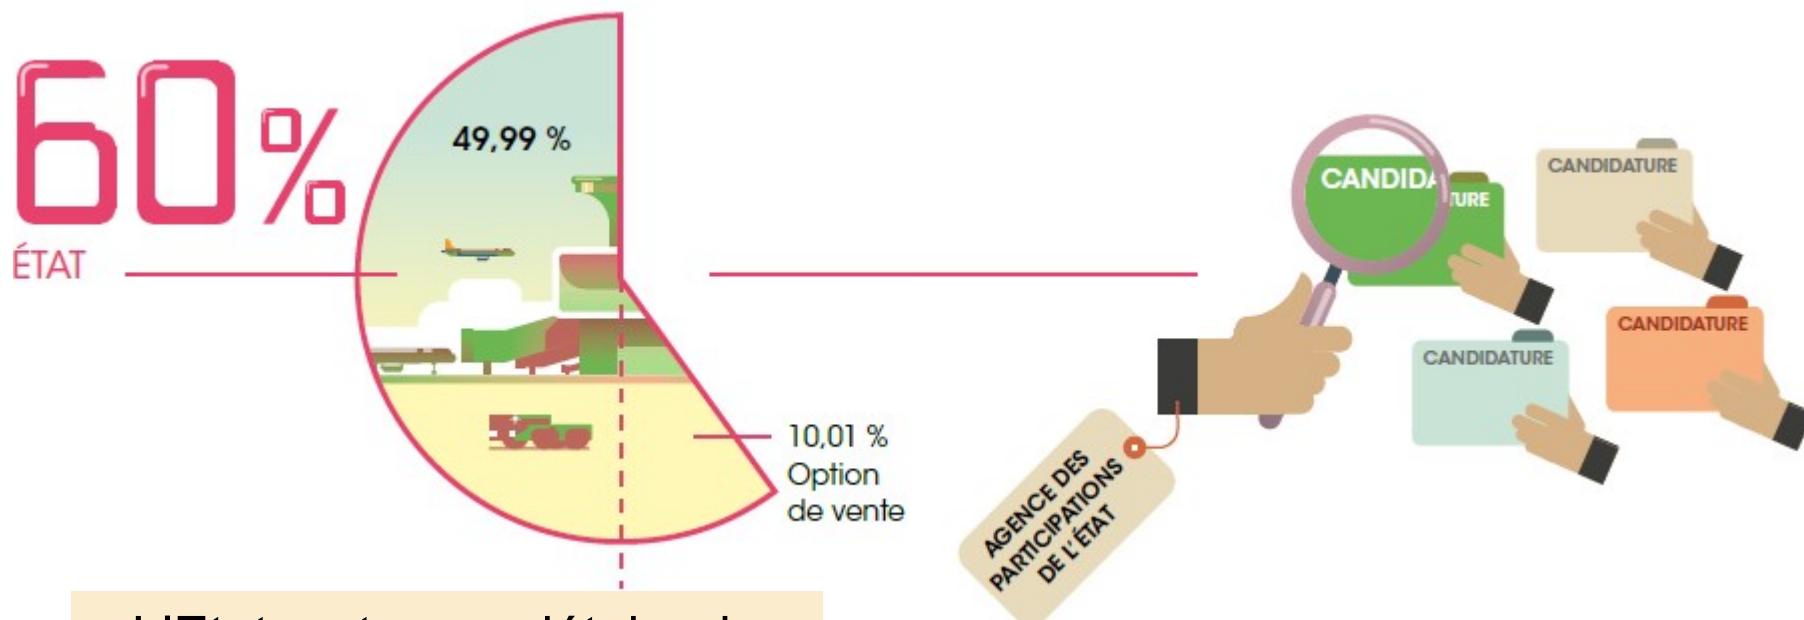 60%
ÉTAT
49,99 %
10,01 %
Option
de vente
CANDIDA
TURE
CANDIDATURE
CANDIDATURE
CANDIDATURE
AGENCE DES
PARTICIPATIONS
DE L'ÉTAT